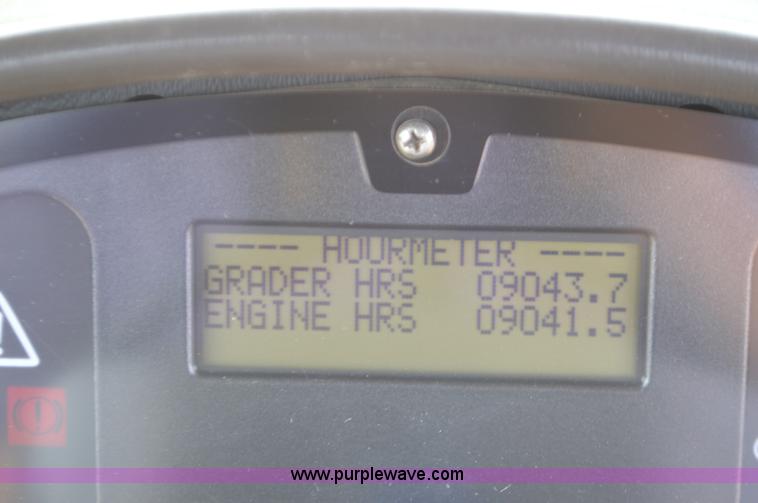 ---- HOURMETER ----
GRADER HRS 09043.7
ENGINE HRS 09041.5
www.purplewave.com